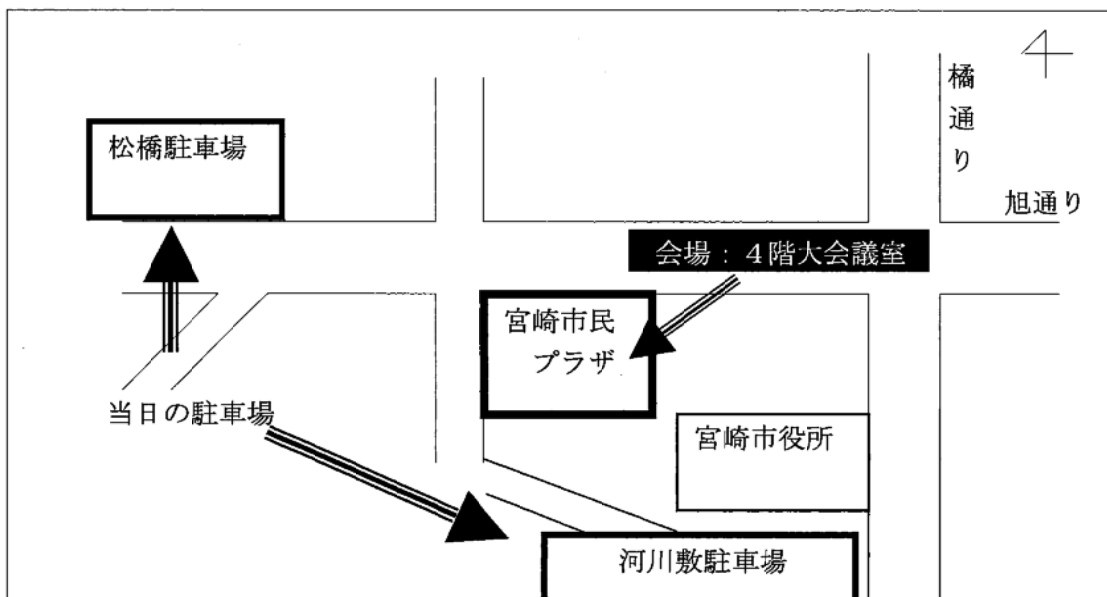 橘通り
松橋駐車場
旭通り
会場：４階大会議室
宮崎市民
プラザ
当日の駐車場
宮崎市役所
河川敷駐車場